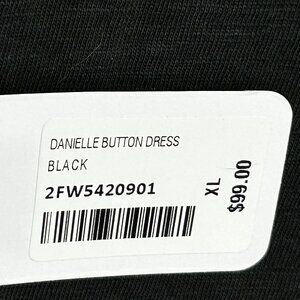 DANIELLE BUTTON DRESS
BLACK
2FW5420901
XL
$99.00